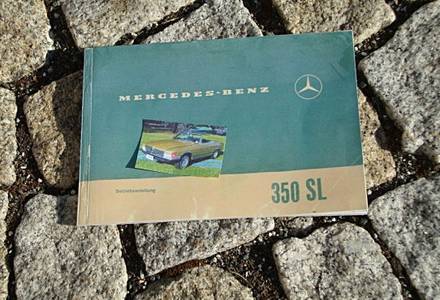 MERCEDES-BENZ
Betriebsanleitung
350 SL